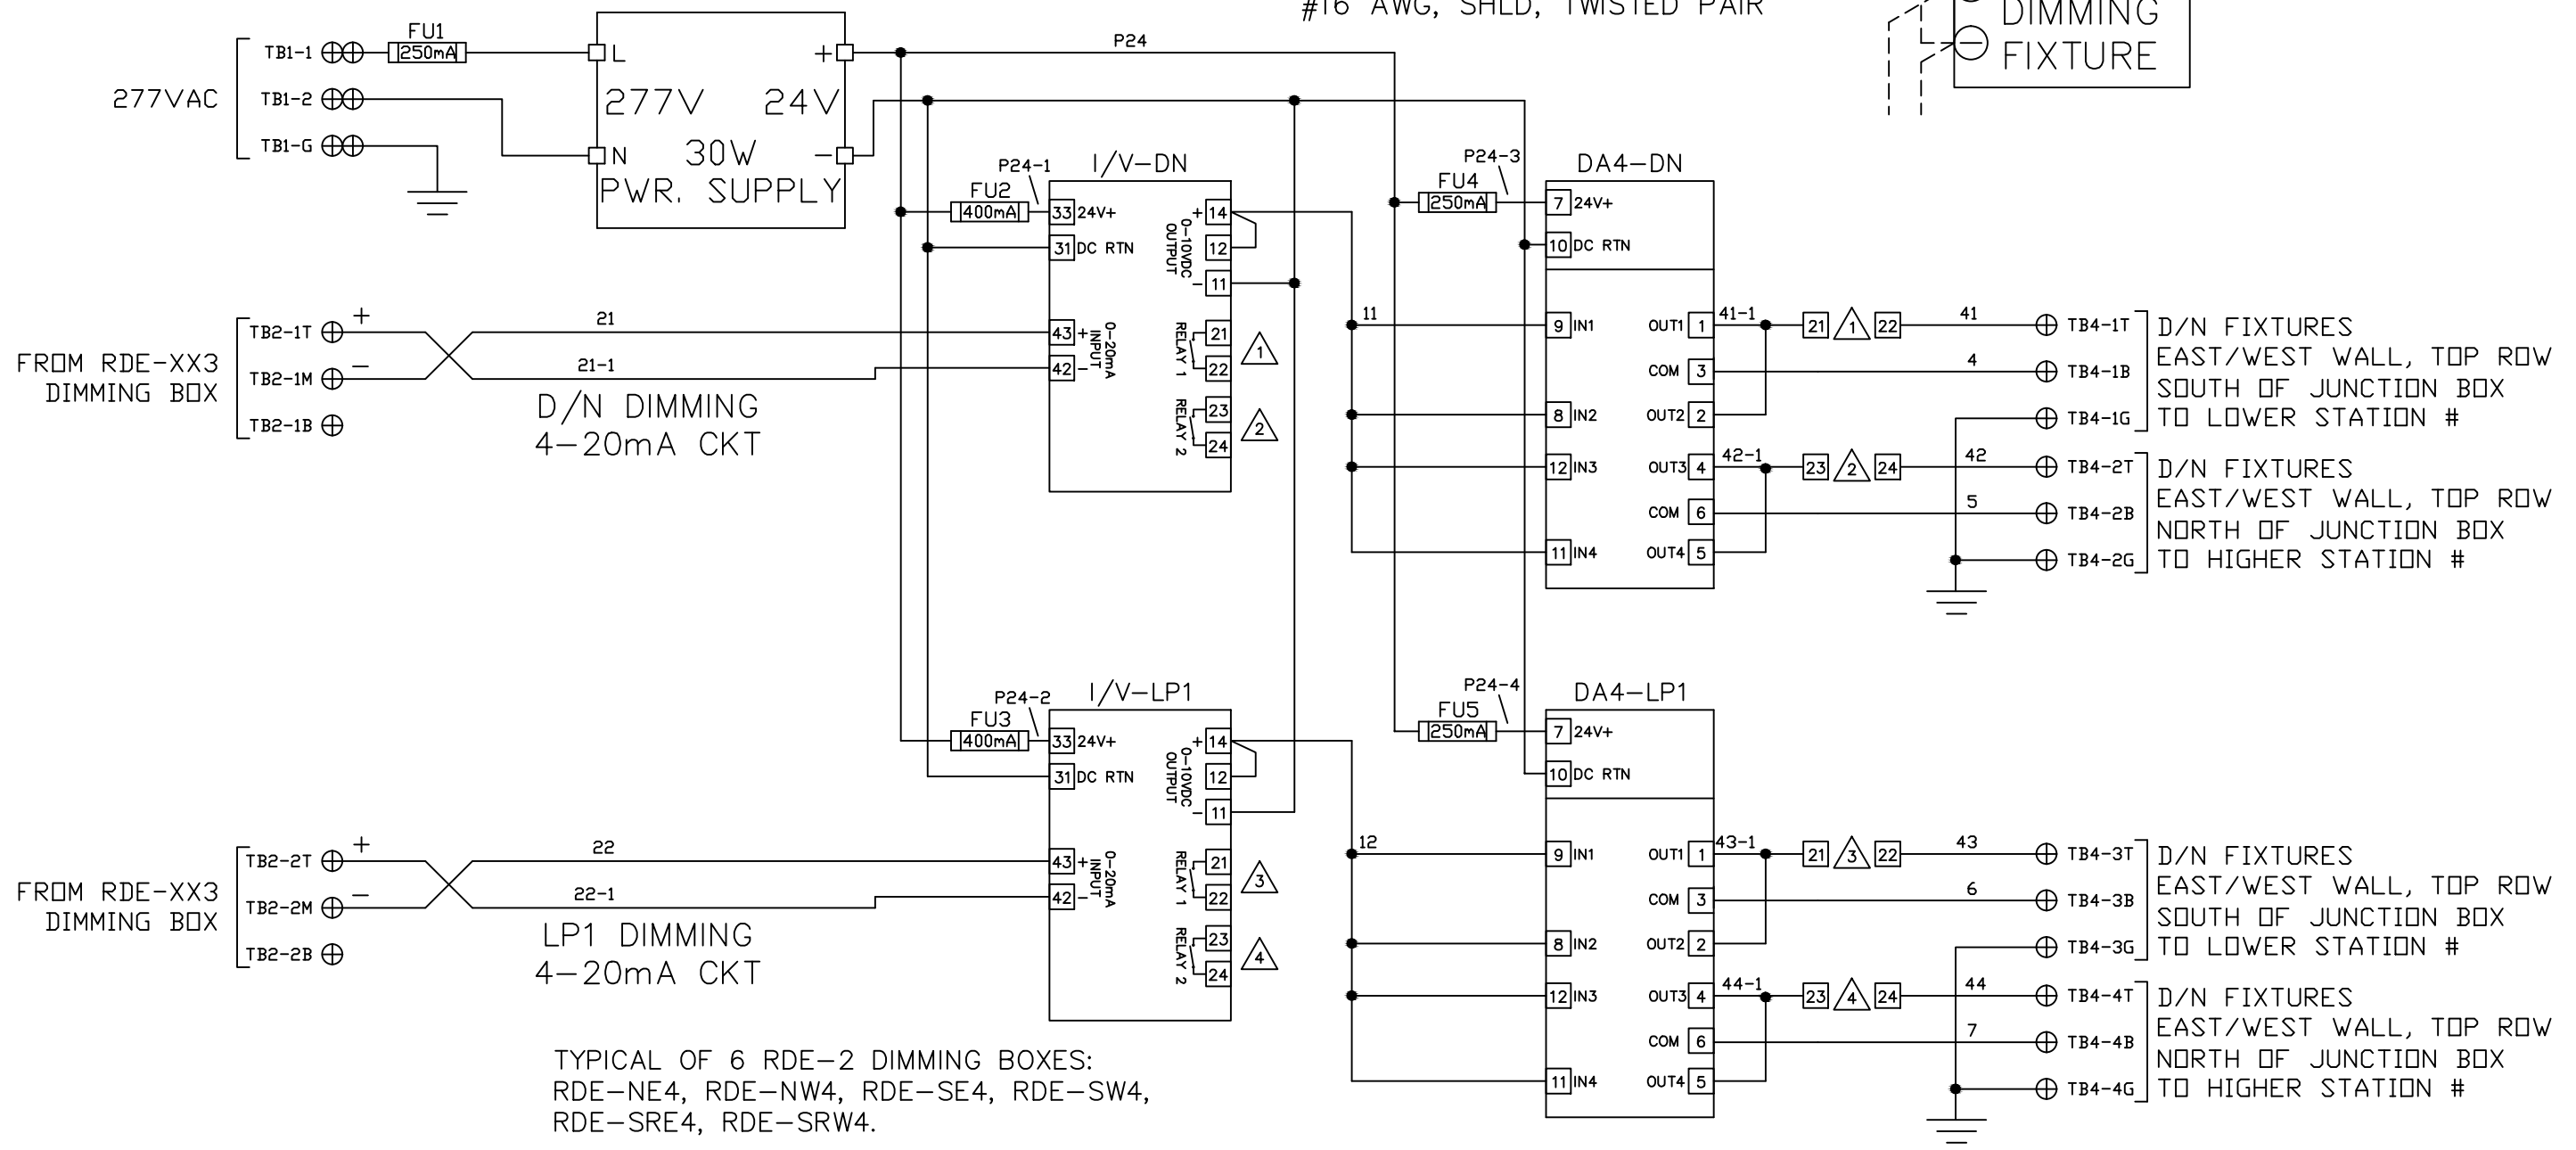 #16 AWG, SHLD, TWISTED PAIR
DIMMING
FIXTURE
277VAC
TB1-1
TB1-2
TB1-G
FU1
250mA
L
N
+
-
277V 24V
30W
PWR. SUPPLY
P24
P24-1
FU2
400mA
I/V-DN
33 24V+
31 DC RTN
43 +
42 -
0-20mA
INPUT
+ 14
12
- 11
0-10VDC
OUTPUT
21
22
RELAY 1
1
23
24
RELAY 2
2
P24-3
FU4
250mA
DA4-DN
7 24V+
10 DC RTN
11
9 IN1
8 IN2
12 IN3
11 IN4
OUT1 1
COM 3
OUT2 2
OUT3 4
COM 6
OUT4 5
41-1
21 1 22
41
4
42-1
23 2 24
42
5
TB4-1T
TB4-1B
TB4-1G
D/N FIXTURES
EAST/WEST WALL, TOP ROW
SOUTH OF JUNCTION BOX
TO LOWER STATION #
TB4-2T
TB4-2B
TB4-2G
D/N FIXTURES
EAST/WEST WALL, TOP ROW
NORTH OF JUNCTION BOX
TO HIGHER STATION #
FROM RDE-XX3
DIMMING BOX
TB2-1T
TB2-1M
TB2-1B
+
-
21
21-1
D/N DIMMING
4-20mA CKT
P24-2
FU3
400mA
I/V-LP1
33 24V+
31 DC RTN
43 +
42 -
0-20mA
INPUT
+ 14
12
- 11
0-10VDC
OUTPUT
21
22
RELAY 1
3
23
24
RELAY 2
4
P24-4
FU5
250mA
DA4-LP1
7 24V+
10 DC RTN
12
9 IN1
8 IN2
12 IN3
11 IN4
OUT1 1
COM 3
OUT2 2
OUT3 4
COM 6
OUT4 5
43-1
21 3 22
43
6
44-1
23 4 24
44
7
TB4-3T
TB4-3B
TB4-3G
D/N FIXTURES
EAST/WEST WALL, TOP ROW
SOUTH OF JUNCTION BOX
TO LOWER STATION #
TB4-4T
TB4-4B
TB4-4G
D/N FIXTURES
EAST/WEST WALL, TOP ROW
NORTH OF JUNCTION BOX
TO HIGHER STATION #
FROM RDE-XX3
DIMMING BOX
TB2-2T
TB2-2M
TB2-2B
+
-
22
22-1
LP1 DIMMING
4-20mA CKT
TYPICAL OF 6 RDE-2 DIMMING BOXES:
RDE-NE4, RDE-NW4, RDE-SE4, RDE-SW4,
RDE-SRE4, RDE-SRW4.